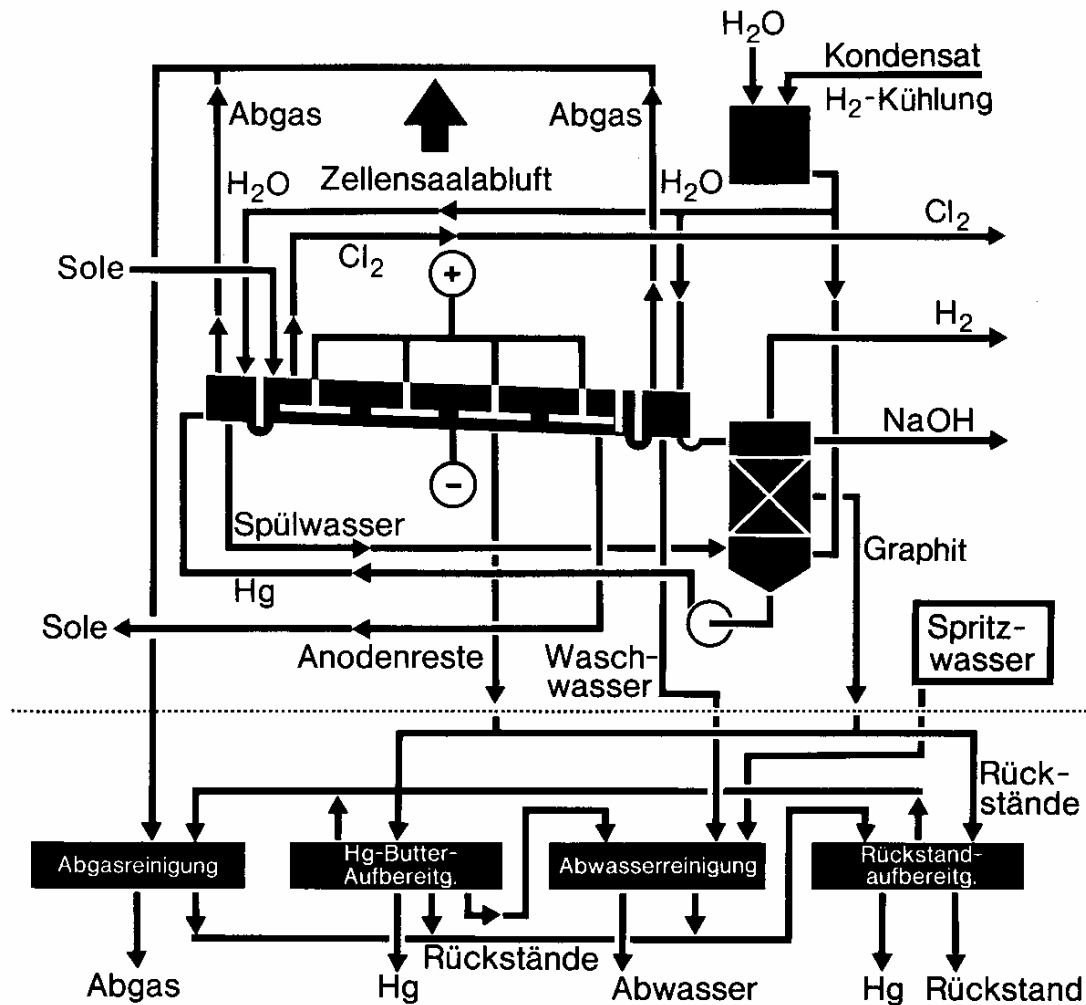 H₂O
Kondensat
H₂-Kühlung
Abgas
Abgas
Zellensaalabluft
H₂O
H₂O
Cl₂
Sole
Cl₂
+
H₂
NaOH
−
Spülwasser
Graphit
Hg
Sole
Anodenreste
Wasch-
wasser
Spritz-
wasser
Rück-
stände
Abgasreinigung
Hg-Butter-
Aufbereitg.
Abwasserreinigung
Rückstand-
aufbereitg.
Rückstände
Abgas
Hg
Abwasser
Hg
Rückstand